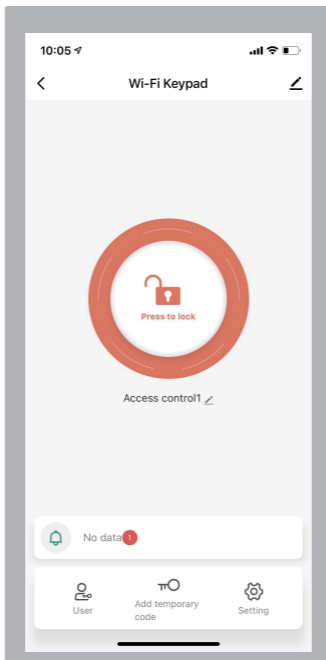 10:05
Wi-Fi Keypad
Press to lock
Access control1
No data
1
User
Add temporary
code
Setting